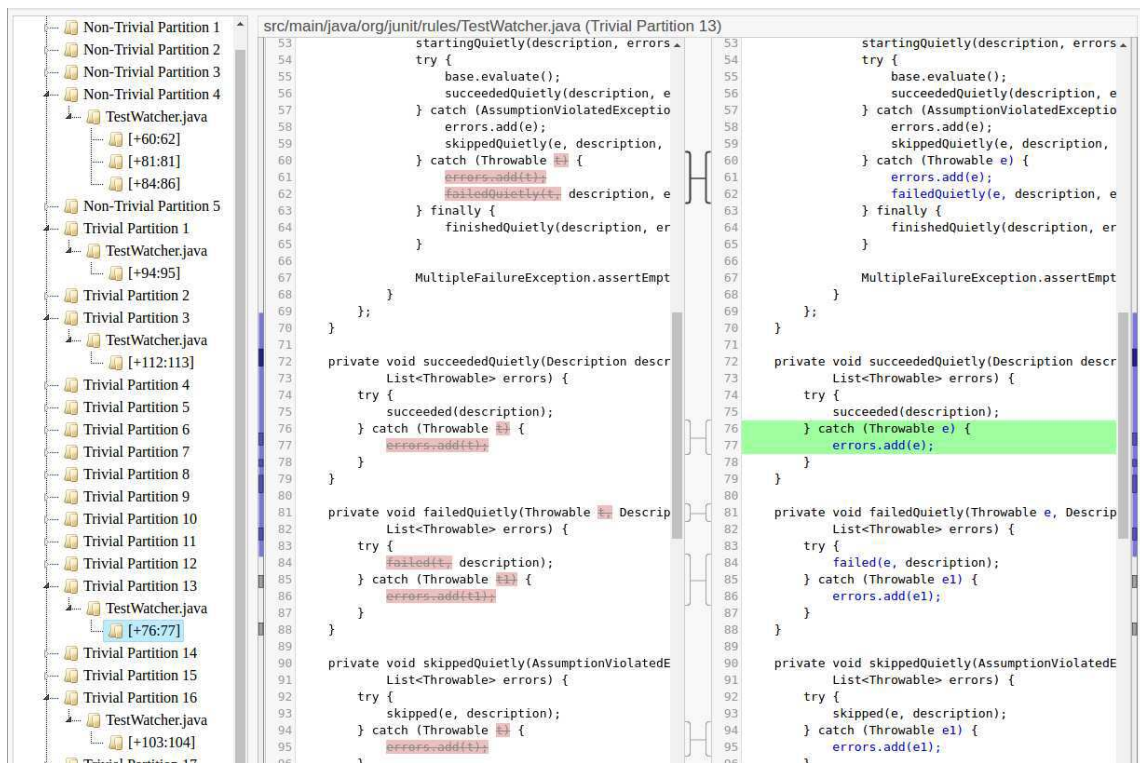 Non-Trivial Partition 1
Non-Trivial Partition 2
Non-Trivial Partition 3
Non-Trivial Partition 4
TestWatcher.java
[+60:62]
[+81:81]
[+84:86]
Non-Trivial Partition 5
Trivial Partition 1
TestWatcher.java
[+94:95]
Trivial Partition 2
Trivial Partition 3
TestWatcher.java
[+112:113]
Trivial Partition 4
Trivial Partition 5
Trivial Partition 6
Trivial Partition 7
Trivial Partition 8
Trivial Partition 9
Trivial Partition 10
Trivial Partition 11
Trivial Partition 12
Trivial Partition 13
TestWatcher.java
[+76:77]
Trivial Partition 14
Trivial Partition 15
Trivial Partition 16
TestWatcher.java
[+103:104]
Trivial Partition 17
src/main/java/org/junit/rules/TestWatcher.java (Trivial Partition 13)
53 startingQuietly(description, errors
54 try {
55 base.evaluate();
56 succeededQuietly(description, e
57 } catch (AssumptionViolatedExceptio
58 errors.add(e);
59 skippedQuietly(e, description,
60 } catch (Throwable t) {
61 errors.add(t);
62 failedQuietly(t, description, e
63 } finally {
64 finishedQuietly(description, er
65 }
66
67 MultipleFailureException.assertEmpt
68 }
69 };
70 }
71
72 private void succeededQuietly(Description descr
73 List<Throwable> errors) {
74 try {
75 succeeded(description);
76 } catch (Throwable t) {
77 errors.add(t);
78 }
79 }
80
81 private void failedQuietly(Throwable t, Descrip
82 List<Throwable> errors) {
83 try {
84 failed(t, description);
85 } catch (Throwable t1) {
86 errors.add(t1);
87 }
88 }
89
90 private void skippedQuietly(AssumptionViolatedE
91 List<Throwable> errors) {
92 try {
93 skipped(e, description);
94 } catch (Throwable t) {
95 errors.add(t);
96 }
53 startingQuietly(description, errors
54 try {
55 base.evaluate();
56 succeededQuietly(description, e
57 } catch (AssumptionViolatedExceptio
58 errors.add(e);
59 skippedQuietly(e, description,
60 } catch (Throwable e) {
61 errors.add(e);
62 failedQuietly(e, description, e
63 } finally {
64 finishedQuietly(description, er
65 }
66
67 MultipleFailureException.assertEmpt
68 }
69 };
70 }
71
72 private void succeededQuietly(Description descr
73 List<Throwable> errors) {
74 try {
75 succeeded(description);
76 } catch (Throwable e) {
77 errors.add(e);
78 }
79 }
80
81 private void failedQuietly(Throwable e, Descrip
82 List<Throwable> errors) {
83 try {
84 failed(e, description);
85 } catch (Throwable e1) {
86 errors.add(e1);
87 }
88 }
89
90 private void skippedQuietly(AssumptionViolatedE
91 List<Throwable> errors) {
92 try {
93 skipped(e, description);
94 } catch (Throwable e1) {
95 errors.add(e1);
96 }